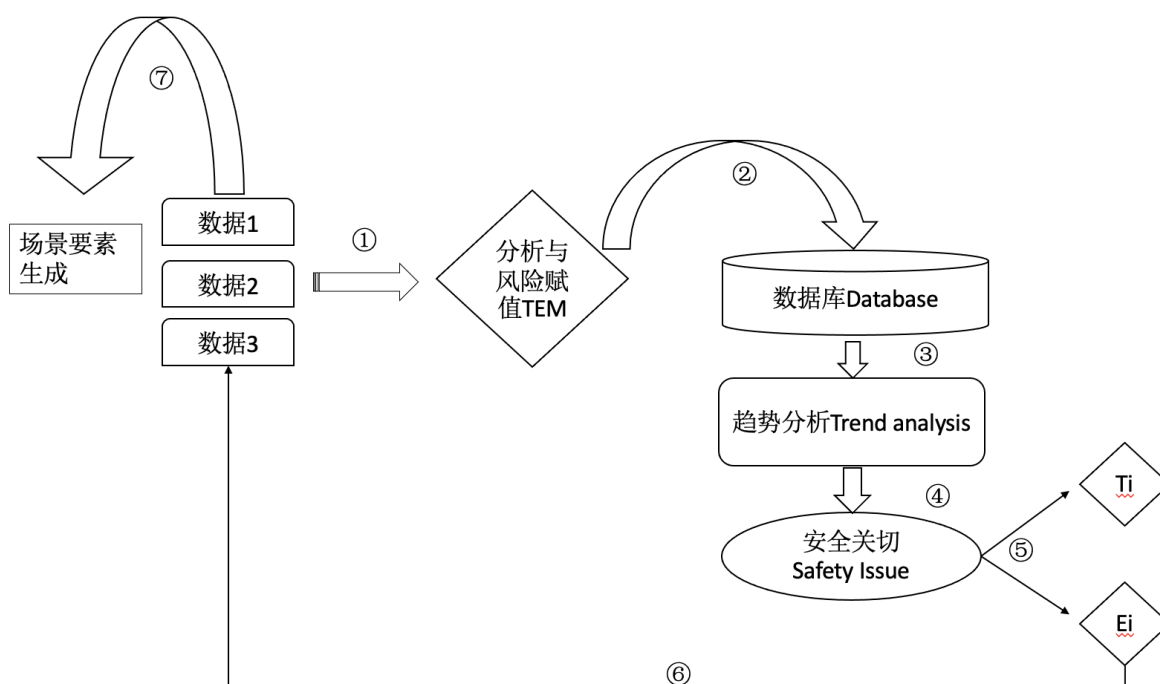 ⑦
场景要素
生成
数据1
数据2
数据3
①
分析与
风险赋
值TEM
②
数据库Database
③
趋势分析Trend analysis
④
安全关切
Safety Issue
⑤
Ti
Ei
⑥